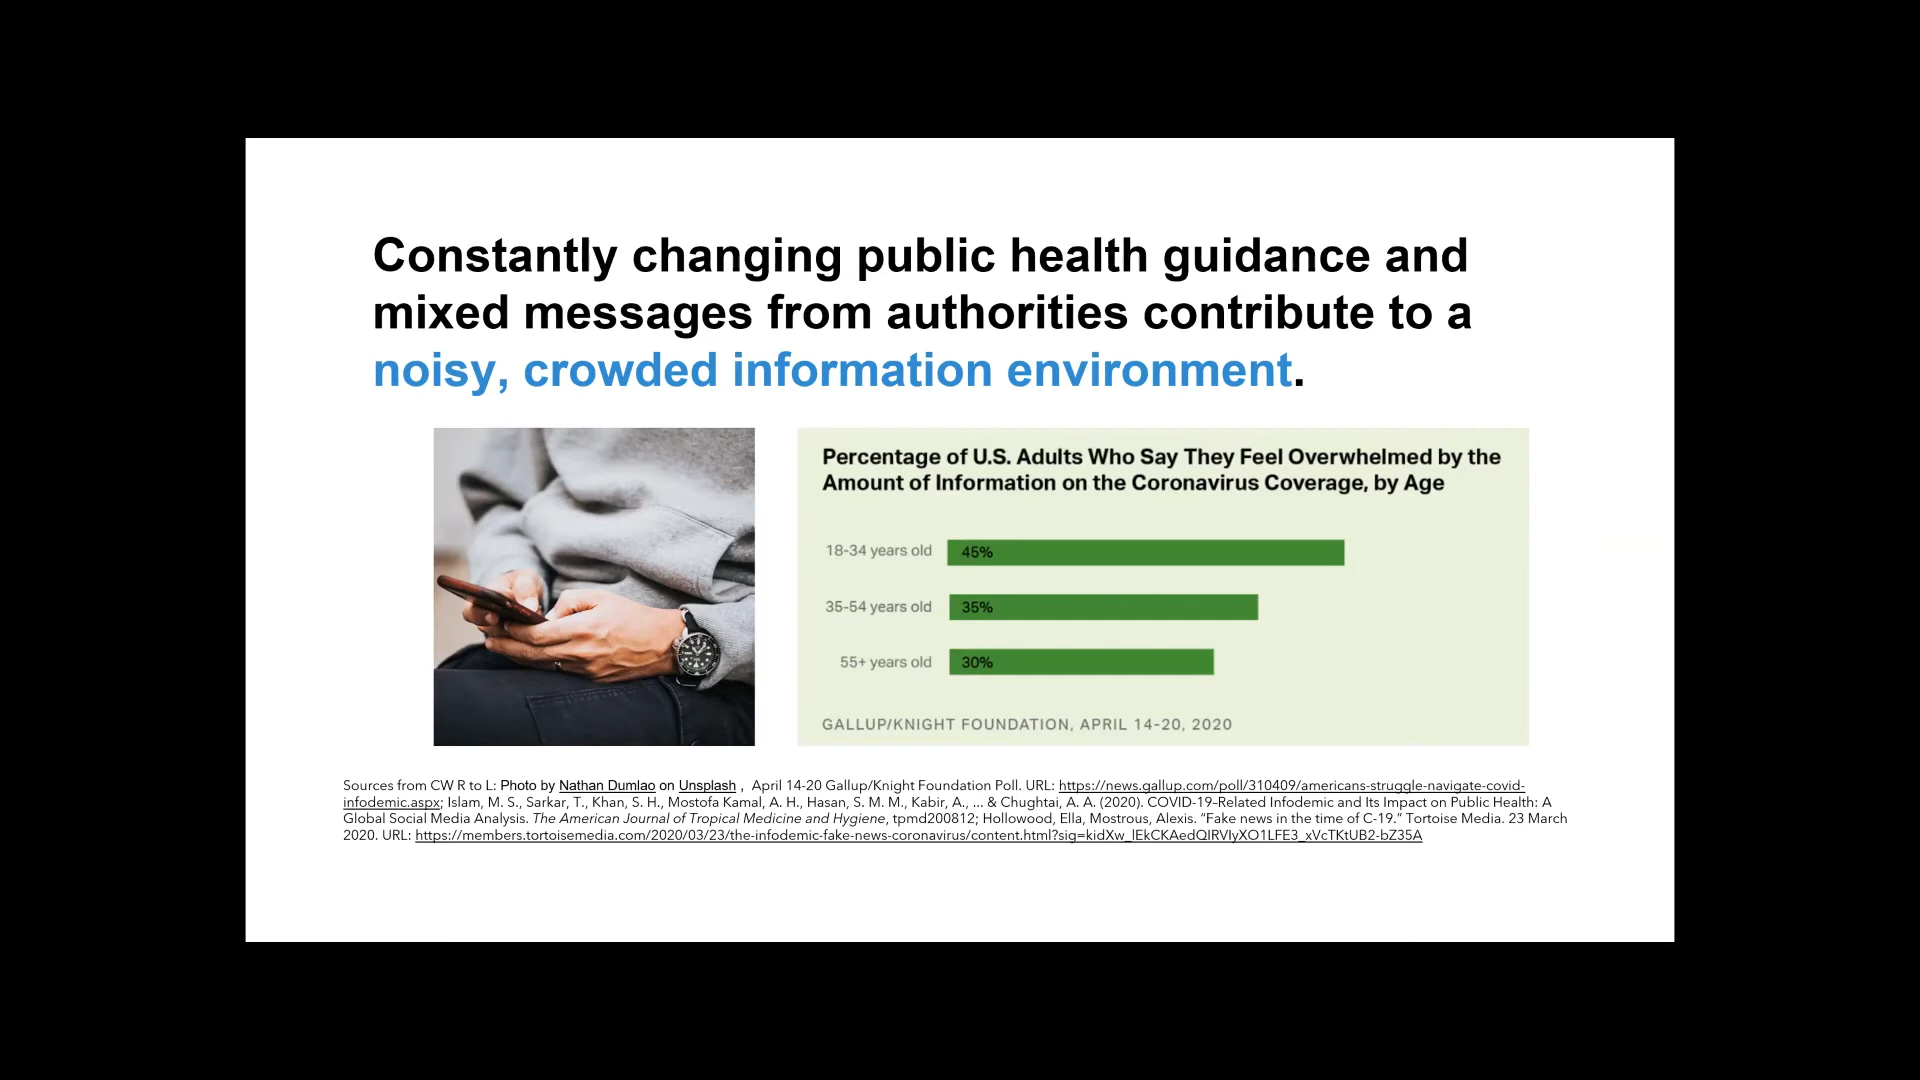 Constantly changing public health guidance and
mixed messages from authorities contribute to a
noisy, crowded information environment.
Percentage of U.S. Adults Who Say They Feel Overwhelmed by the
Amount of Information on the Coronavirus Coverage, by Age
18-34 years old 45%
35-54 years old 35%
55+ years old 30%
GALLUP/KNIGHT FOUNDATION, APRIL 14-20, 2020
Sources from CW R to L: Photo by Nathan Dumlao on Unsplash , April 14-20 Gallup/Knight Foundation Poll. URL: https://news.gallup.com/poll/310409/americans-struggle-navigate-covid-
infodemic.aspx; Islam, M. S., Sarkar, T., Khan, S. H., Mostofa Kamal, A. H., Hasan, S. M. M., Kabir, A., ... & Chughtai, A. A. (2020). COVID-19–Related Infodemic and Its Impact on Public Health: A
Global Social Media Analysis. The American Journal of Tropical Medicine and Hygiene, tpmd200812; Hollowood, Ella, Mostrous, Alexis. “Fake news in the time of C-19.” Tortoise Media. 23 March
2020. URL: https://members.tortoisemedia.com/2020/03/23/the-infodemic-fake-news-coronavirus/content.html?sig=kidXw_lEkCKAedQIRVIyXO1LFE3_xVcTKtUB2-bZ35A